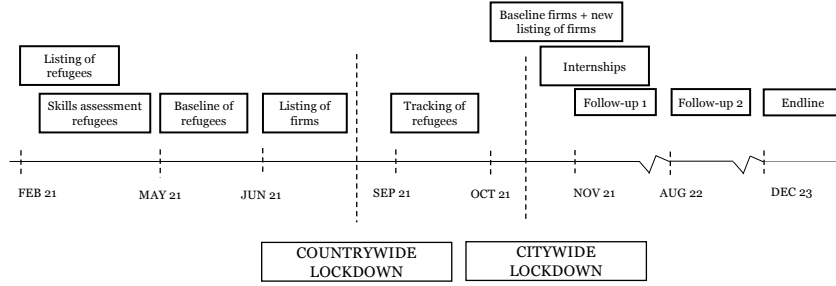 Baseline firms + new
listing of firms
Listing of
refugees
Internships
Skills assessment
refugees
Baseline of
refugees
Listing of
firms
Tracking of
refugees
Follow-up 1
Follow-up 2
Endline
FEB 21
MAY 21
JUN 21
SEP 21
OCT 21
NOV 21
AUG 22
DEC 23
COUNTRYWIDE
LOCKDOWN
CITYWIDE
LOCKDOWN